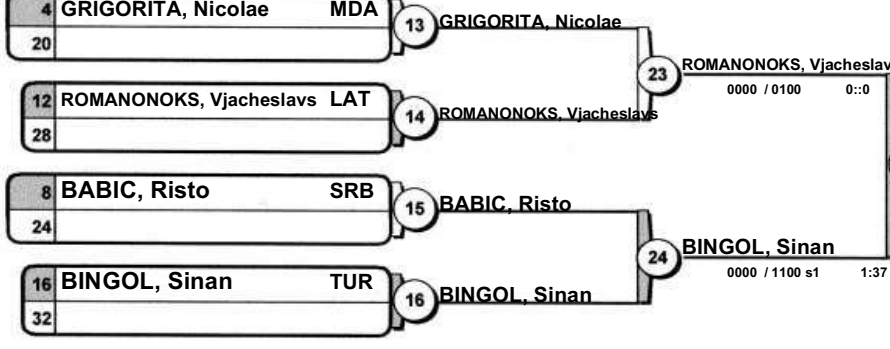 4 GRIGORITA, Nicolae MDA
20
13
GRIGORITA, Nicolae
12 ROMANONOKS, Vjacheslavs LAT
28
14
ROMANONOKS, Vjacheslavs
23
ROMANONOKS, Vjacheslav
0000 / 0100 0::0
8 BABIC, Risto SRB
24
15
BABIC, Risto
16 BINGOL, Sinan TUR
32
16
BINGOL, Sinan
24
BINGOL, Sinan
0000 / 1100 s1 1:37